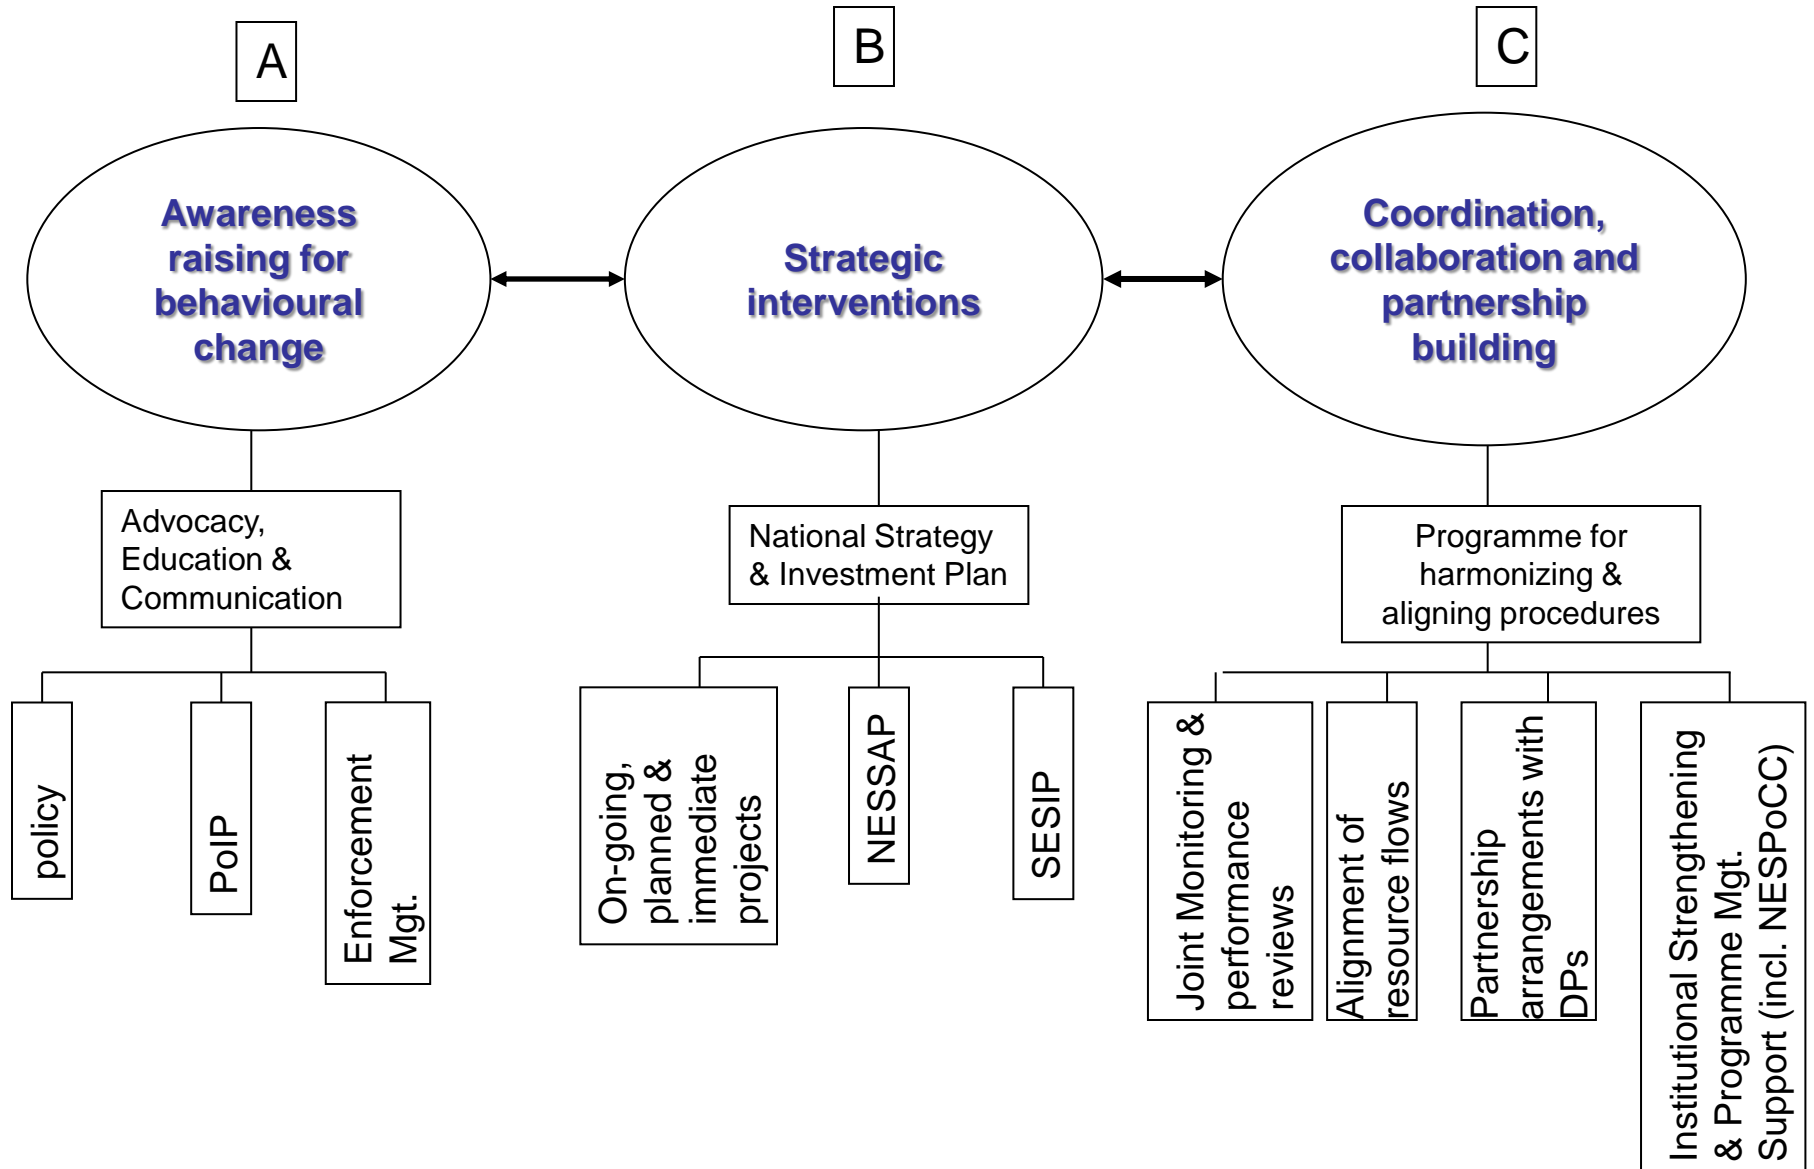 A
B
C
Awareness
raising for
behavioural
change
Strategic
interventions
Coordination,
collaboration and
partnership
building
Advocacy,
Education &
Communication
National Strategy
& Investment Plan
Programme for
harmonizing &
aligning procedures
policy
PoIP
Enforcement
Mgt.
On-going,
planned &
immediate
projects
NESSAP
SESIP
Joint Monitoring &
performance
reviews
Alignment of
resource flows
Partnership
arrangements with
DPs
Institutional Strengthening
& Programme Mgt.
Support (incl. NESPoCC)